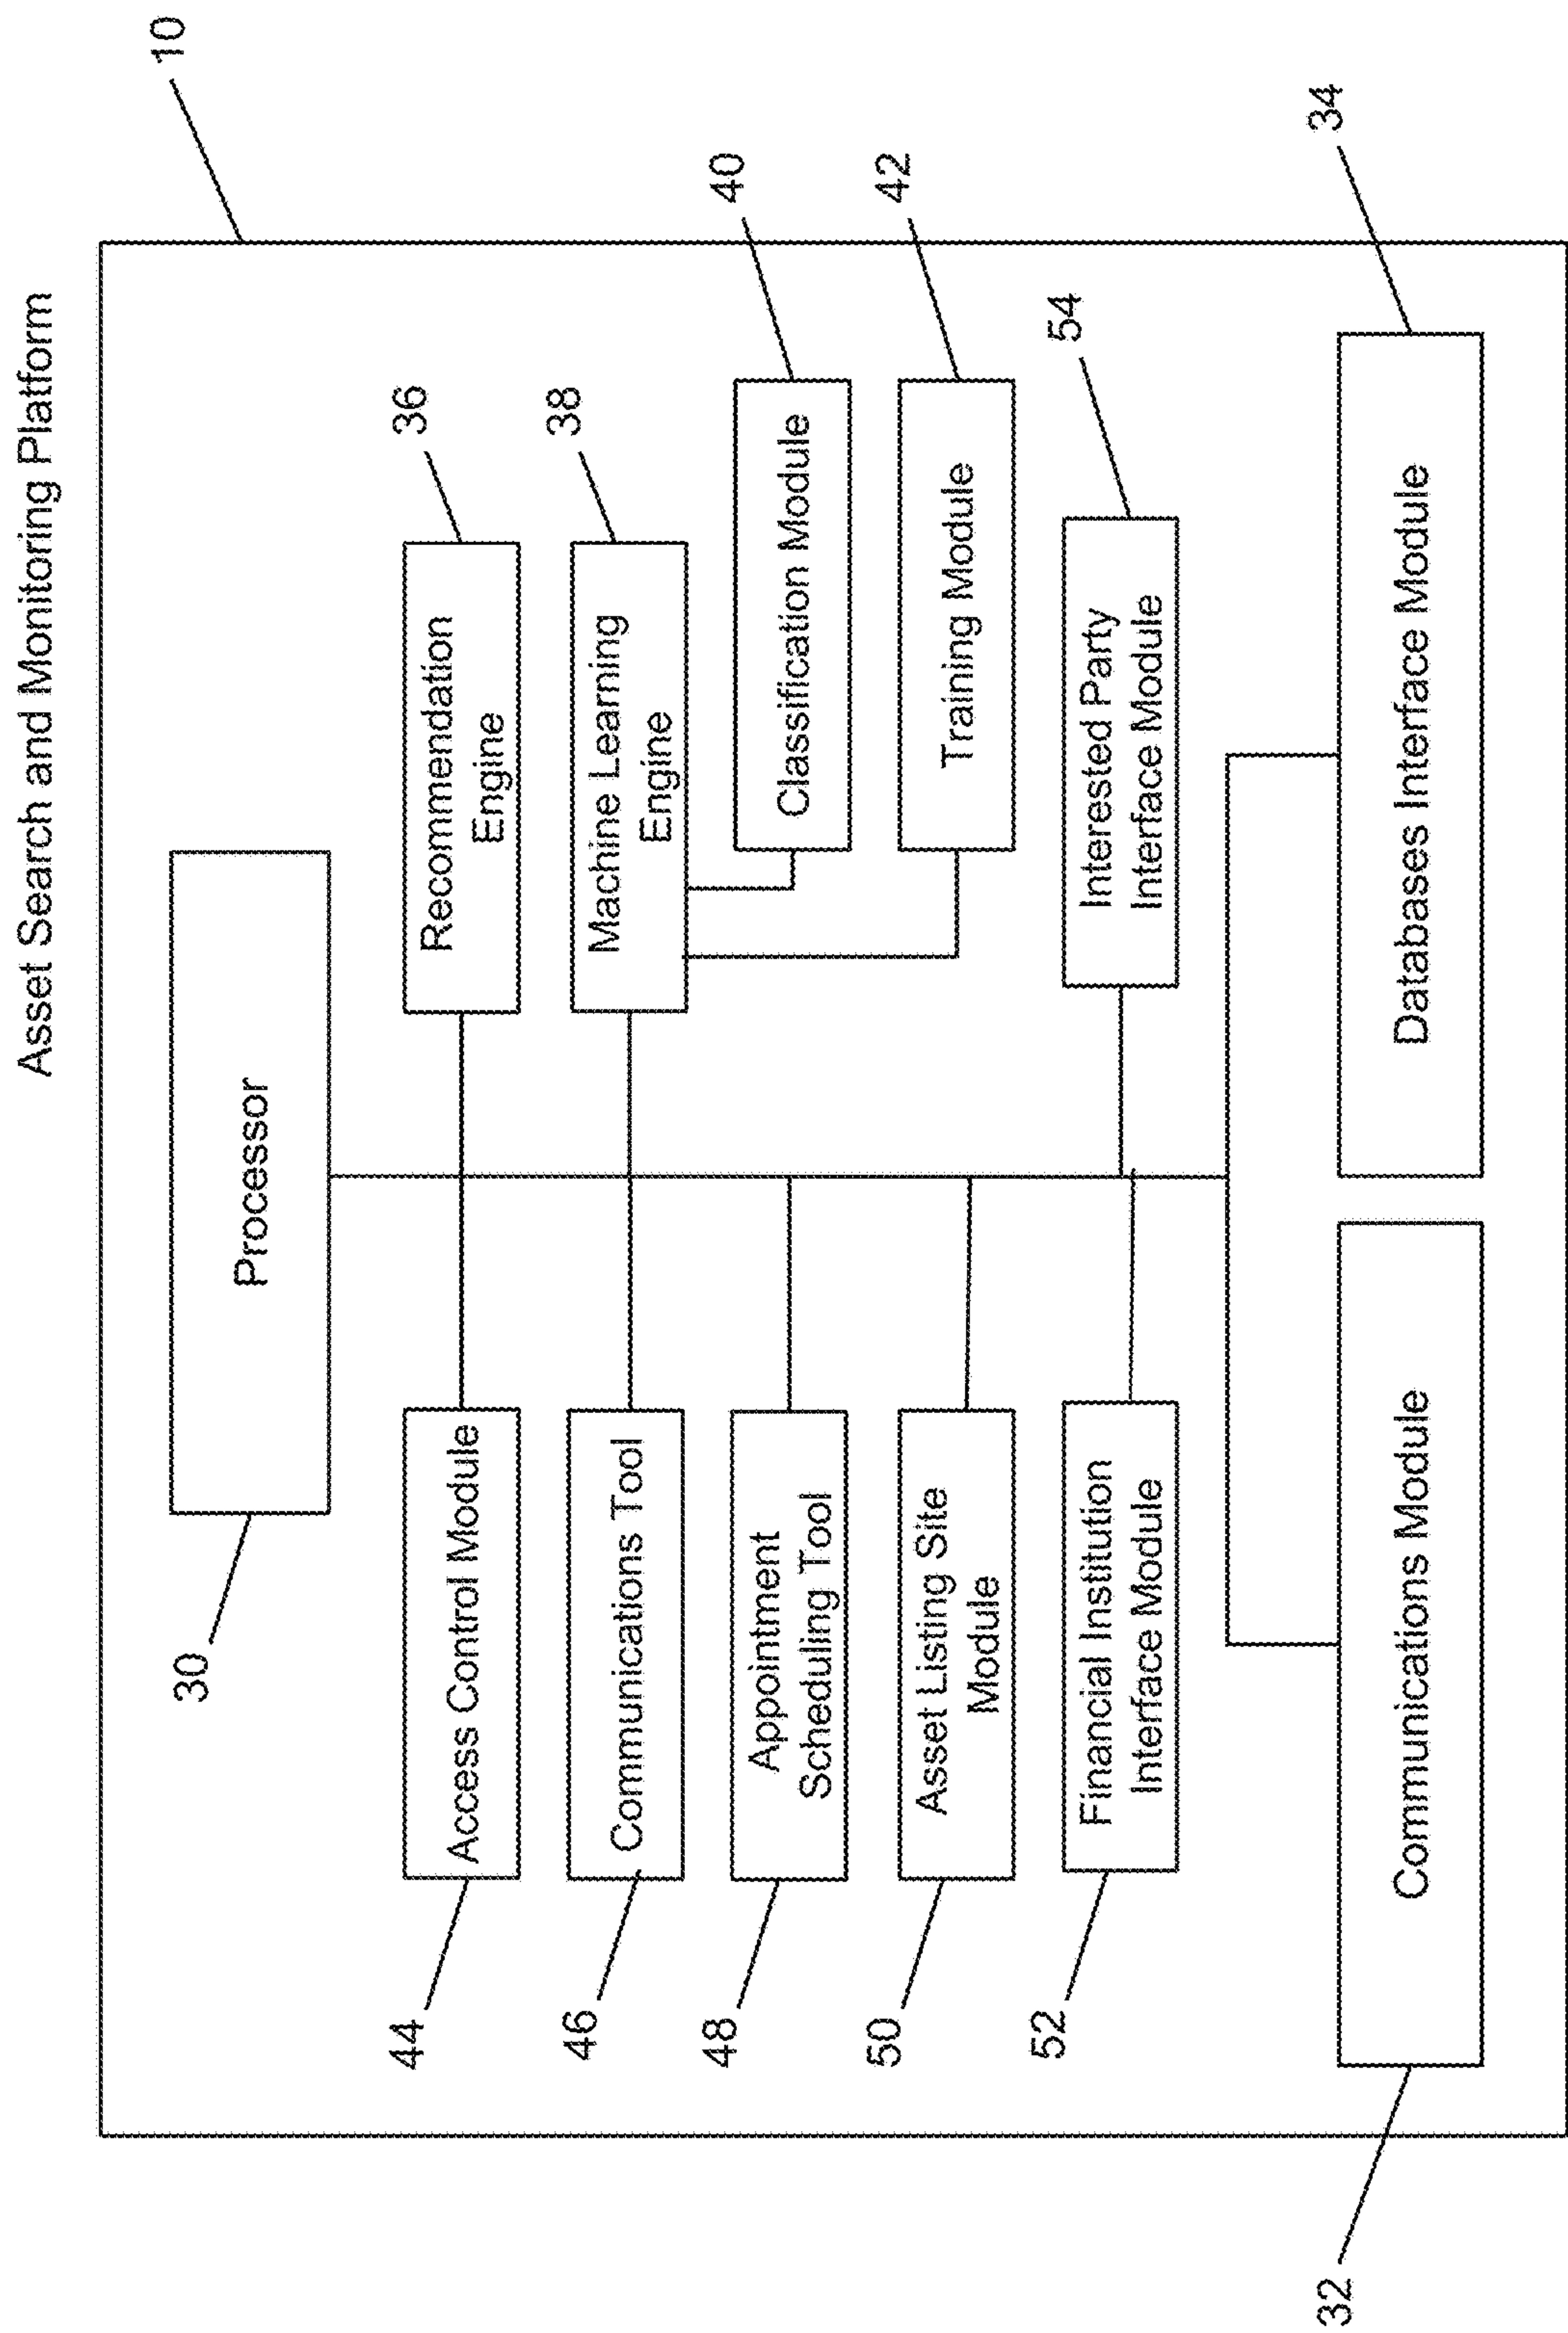 Asset Search and Monitoring Platform
10
Processor
30
Access Control Module
44
Recommendation
Engine
36
Communications Tool
46
Machine Learning
Engine
38
Appointment
Scheduling Tool
48
Classification Module
40
Asset Listing Site
Module
50
Training Module
42
Financial Institution
Interface Module
52
Interested Party
Interface Module
54
Communications Module
32
Databases Interface Module
34